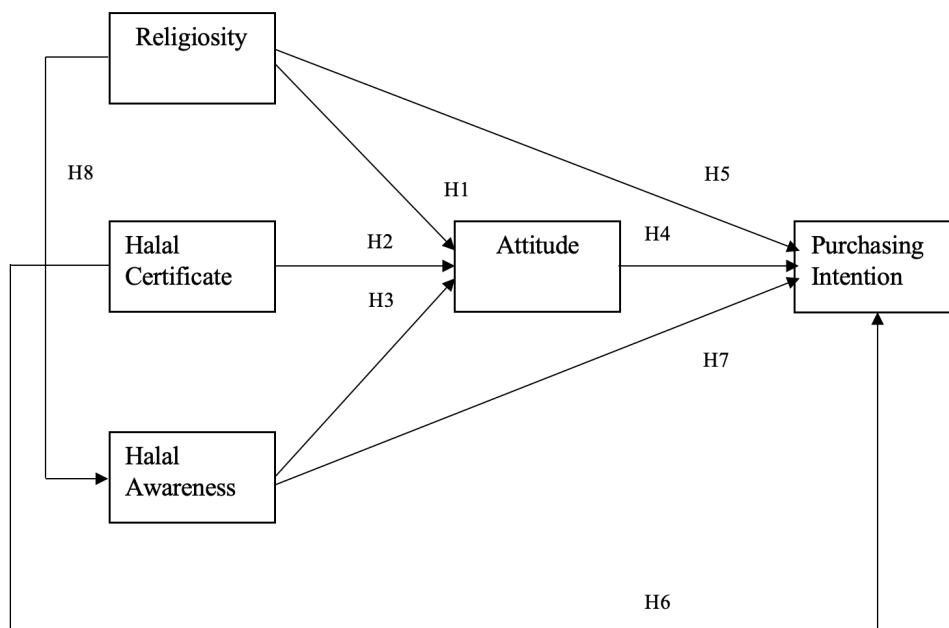 Religiosity
H8
H5
H1
Halal
Certificate
H2
Attitude
H4
Purchasing
Intention
H3
H7
Halal
Awareness
H6